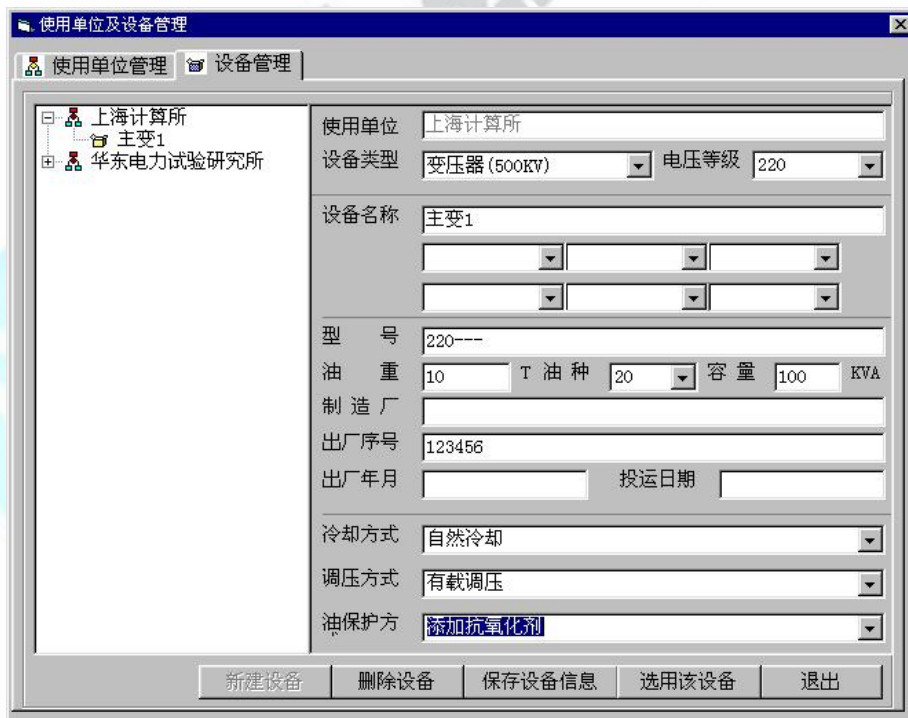 使用单位及设备管理
使用单位管理 设备管理
上海计算所
主变1
华东电力试验研究所
使用单位 上海计算所
设备类型 变压器(500KV) 电压等级 220
设备名称 主变1
型 号 220---
油 重 10 T 油 种 20 容 量 100 KVA
制 造 厂
出厂序号 123456
出厂年月 投运日期
冷却方式 自然冷却
调压方式 有载调压
油保护方 添加抗氧化剂
新建设备 删除设备 保存设备信息 选用该设备 退出